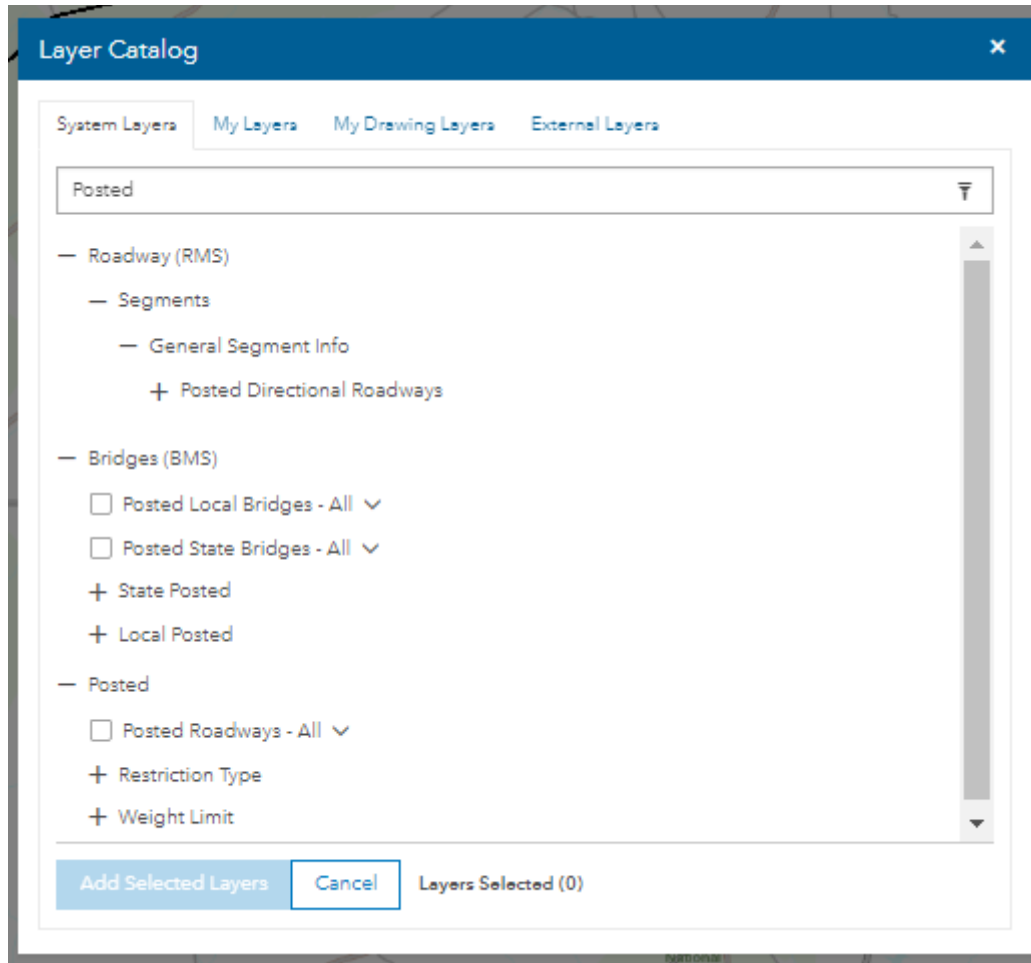 Layer Catalog ×
System Layers My Layers My Drawing Layers External Layers
Posted
— Roadway (RMS)
— Segments
— General Segment Info
+ Posted Directional Roadways
— Bridges (BMS)
Posted Local Bridges - All
Posted State Bridges - All
+ State Posted
+ Local Posted
— Posted
Posted Roadways - All
+ Restriction Type
+ Weight Limit
Add Selected Layers Cancel Layers Selected (0)
National